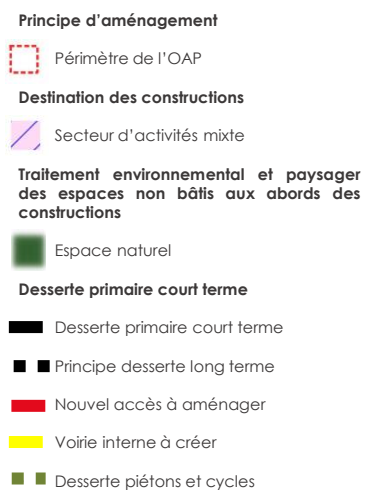 Principe d'aménagement
Périmètre de l'OAP
Destination des constructions
Secteur d'activités mixte
Traitement environnemental et paysager
des espaces non bâtis aux abords des
constructions
Espace naturel
Desserte primaire court terme
Desserte primaire court terme
Principe desserte long terme
Nouvel accès à aménager
Voirie interne à créer
Desserte piétons et cycles